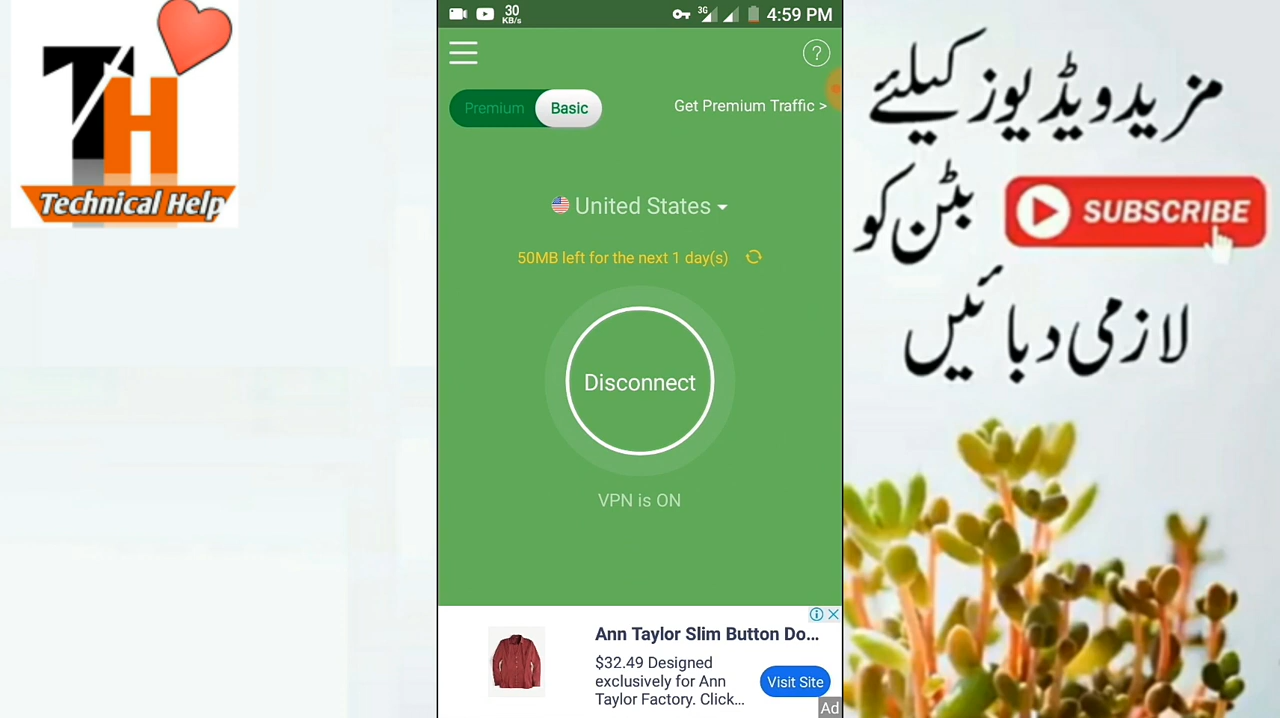 TH
Technical Help
30
KB/s
3G
4:59 PM
?
Premium
Basic
Get Premium Traffic >
United States
50MB left for the next 1 day(s)
Disconnect
VPN is ON
Ann Taylor Slim Button Do...
$32.49 Designed
exclusively for Ann
Taylor Factory. Click...
Visit Site
Ad
مزید ویڈیوز کیلئے
SUBSCRIBE بٹن کو
لازمی دبائیں